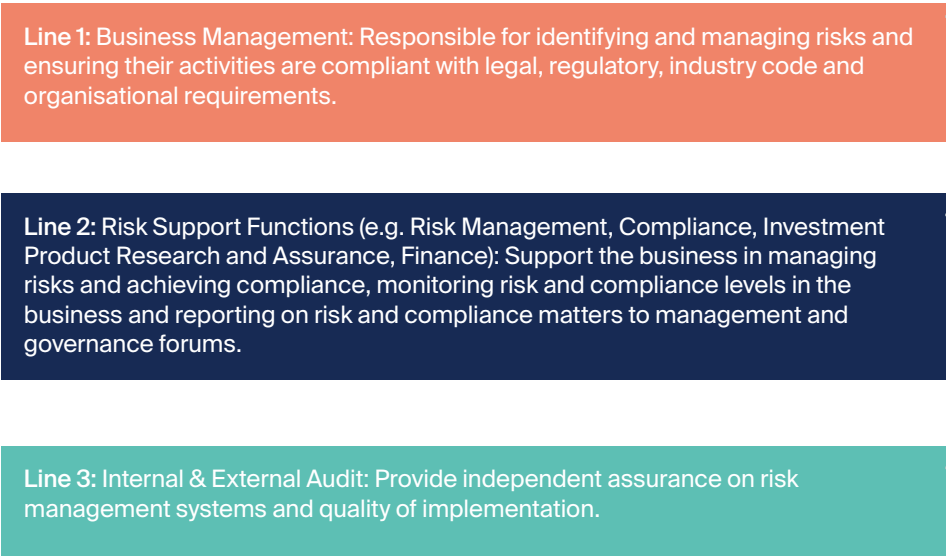 Line 1: Business Management: Responsible for identifying and managing risks and
ensuring their activities are compliant with legal, regulatory, industry code and
organisational requirements.
Line 2: Risk Support Functions (e.g. Risk Management, Compliance, Investment
Product Research and Assurance, Finance): Support the business in managing
risks and achieving compliance, monitoring risk and compliance levels in the
business and reporting on risk and compliance matters to management and
governance forums.
Line 3: Internal & External Audit: Provide independent assurance on risk
management systems and quality of implementation.